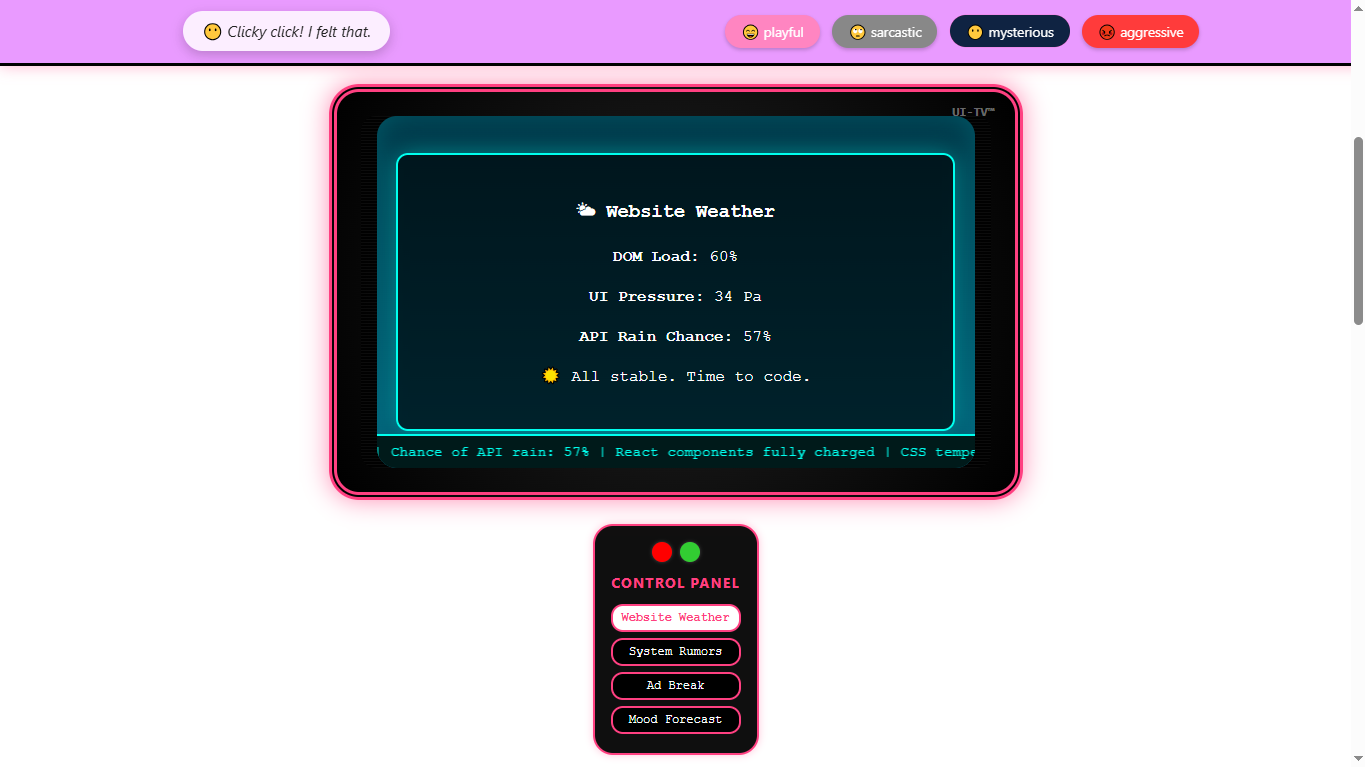 😶 Clicky click! I felt that.
😄 playful
🙄 sarcastic
😶 mysterious
😡 aggressive
UI-TV™
🌥 Website Weather
DOM Load: 60%
UI Pressure: 34 Pa
API Rain Chance: 57%
☀ All stable. Time to code.
| Chance of API rain: 57% | React components fully charged | CSS
CONTROL PANEL
Website Weather
System Rumors
Ad Break
Mood Forecast